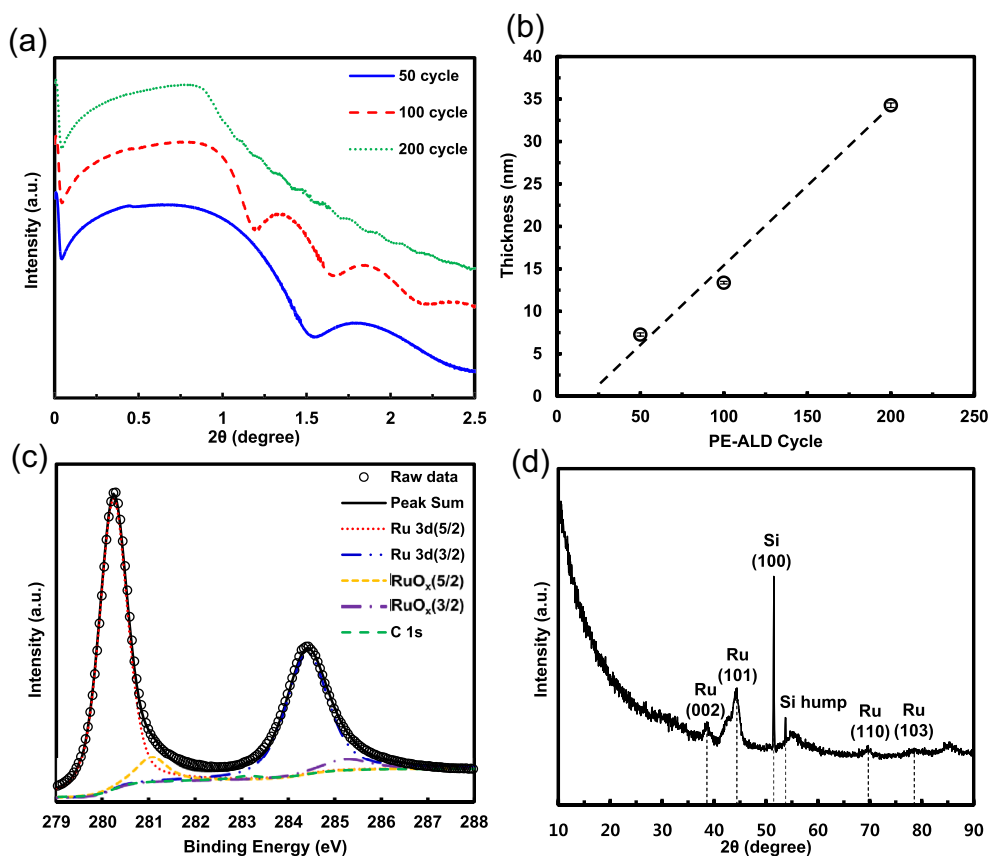 (a)
50 cycle
100 cycle
200 cycle
Intensity (a.u.)
0 0.5 1 1.5 2 2.5
2θ (degree)
(b)
40
35
30
25
20
15
10
5
0
Thickness (nm)
0 50 100 150 200 250
PE-ALD Cycle
(c)
Raw data
Peak Sum
Ru 3d(5/2)
Ru 3d(3/2)
RuOx(5/2)
RuOx(3/2)
C 1s
Intensity (a.u.)
279 280 281 282 283 284 285 286 287 288
Binding Energy (eV)
(d)
Si
(100)
Ru
(101)
Ru
(002)
Si hump
Ru
(110)
Ru
(103)
Intensity (a.u.)
10 20 30 40 50 60 70 80 90
2θ (degree)